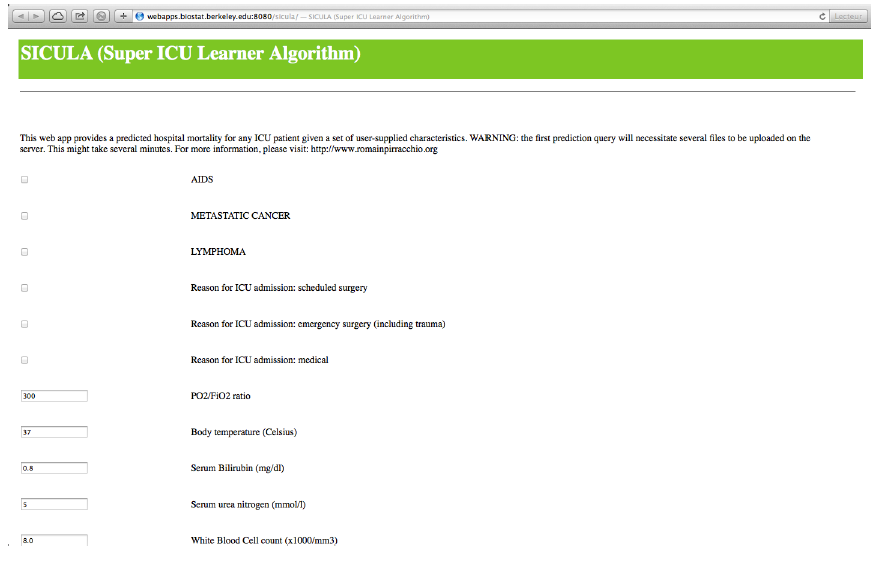 webapps.biostat.berkeley.edu:8080/sicula/ — SICULA (Super ICU Learner Algorithm)
Lecteur
SICULA (Super ICU Learner Algorithm)
This web app provides a predicted hospital mortality for any ICU patient given a set of user-supplied characteristics. WARNING: the first prediction query will necessitate several files to be uploaded on the
server. This might take several minutes. For more information, please visit: http://www.romainpirracchio.org
AIDS
METASTATIC CANCER
LYMPHOMA
Reason for ICU admission: scheduled surgery
Reason for ICU admission: emergency surgery (including trauma)
Reason for ICU admission: medical
300 PO2/FiO2 ratio
37 Body temperature (Celsius)
0.8 Serum Bilirubin (mg/dl)
5 Serum urea nitrogen (mmol/l)
8.0 White Blood Cell count (x1000/mm3)